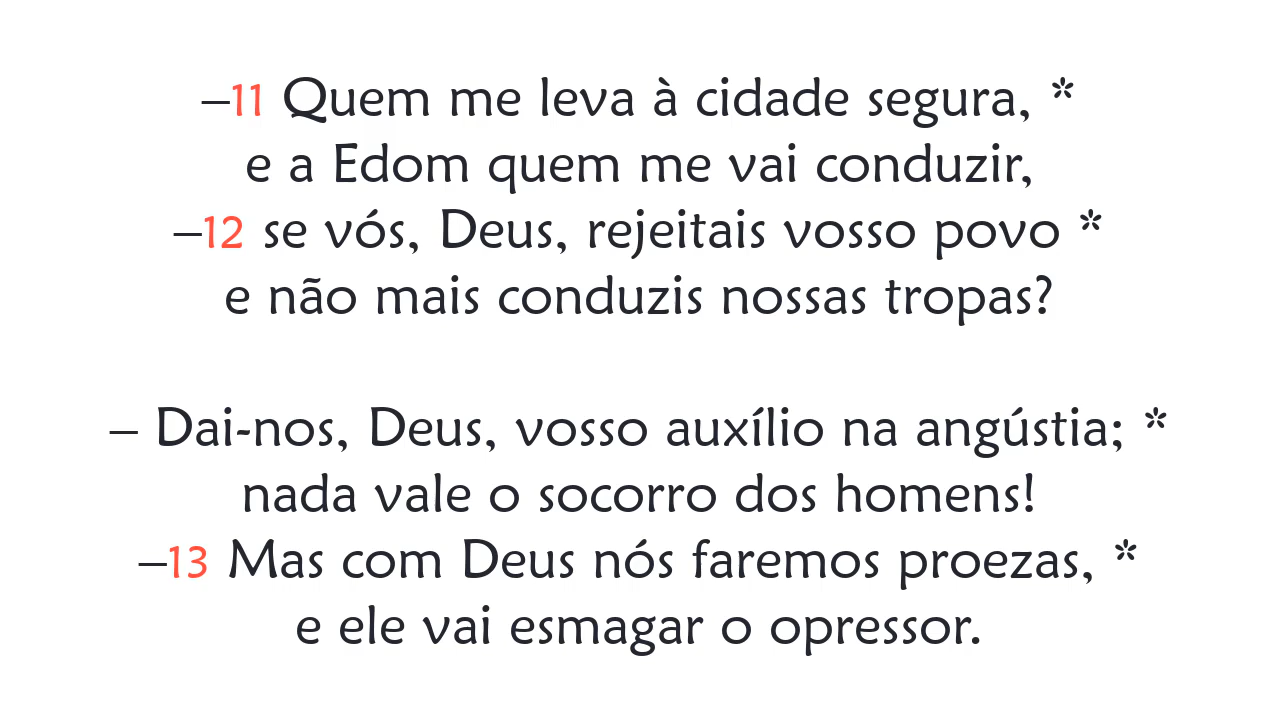 –11 Quem me leva à cidade segura, *
e a Edom quem me vai conduzir,
–12 se vós, Deus, rejeitais vosso povo *
e não mais conduzis nossas tropas?
– Dai-nos, Deus, vosso auxílio na angústia; *
nada vale o socorro dos homens!
–13 Mas com Deus nós faremos proezas, *
e ele vai esmagar o opressor.